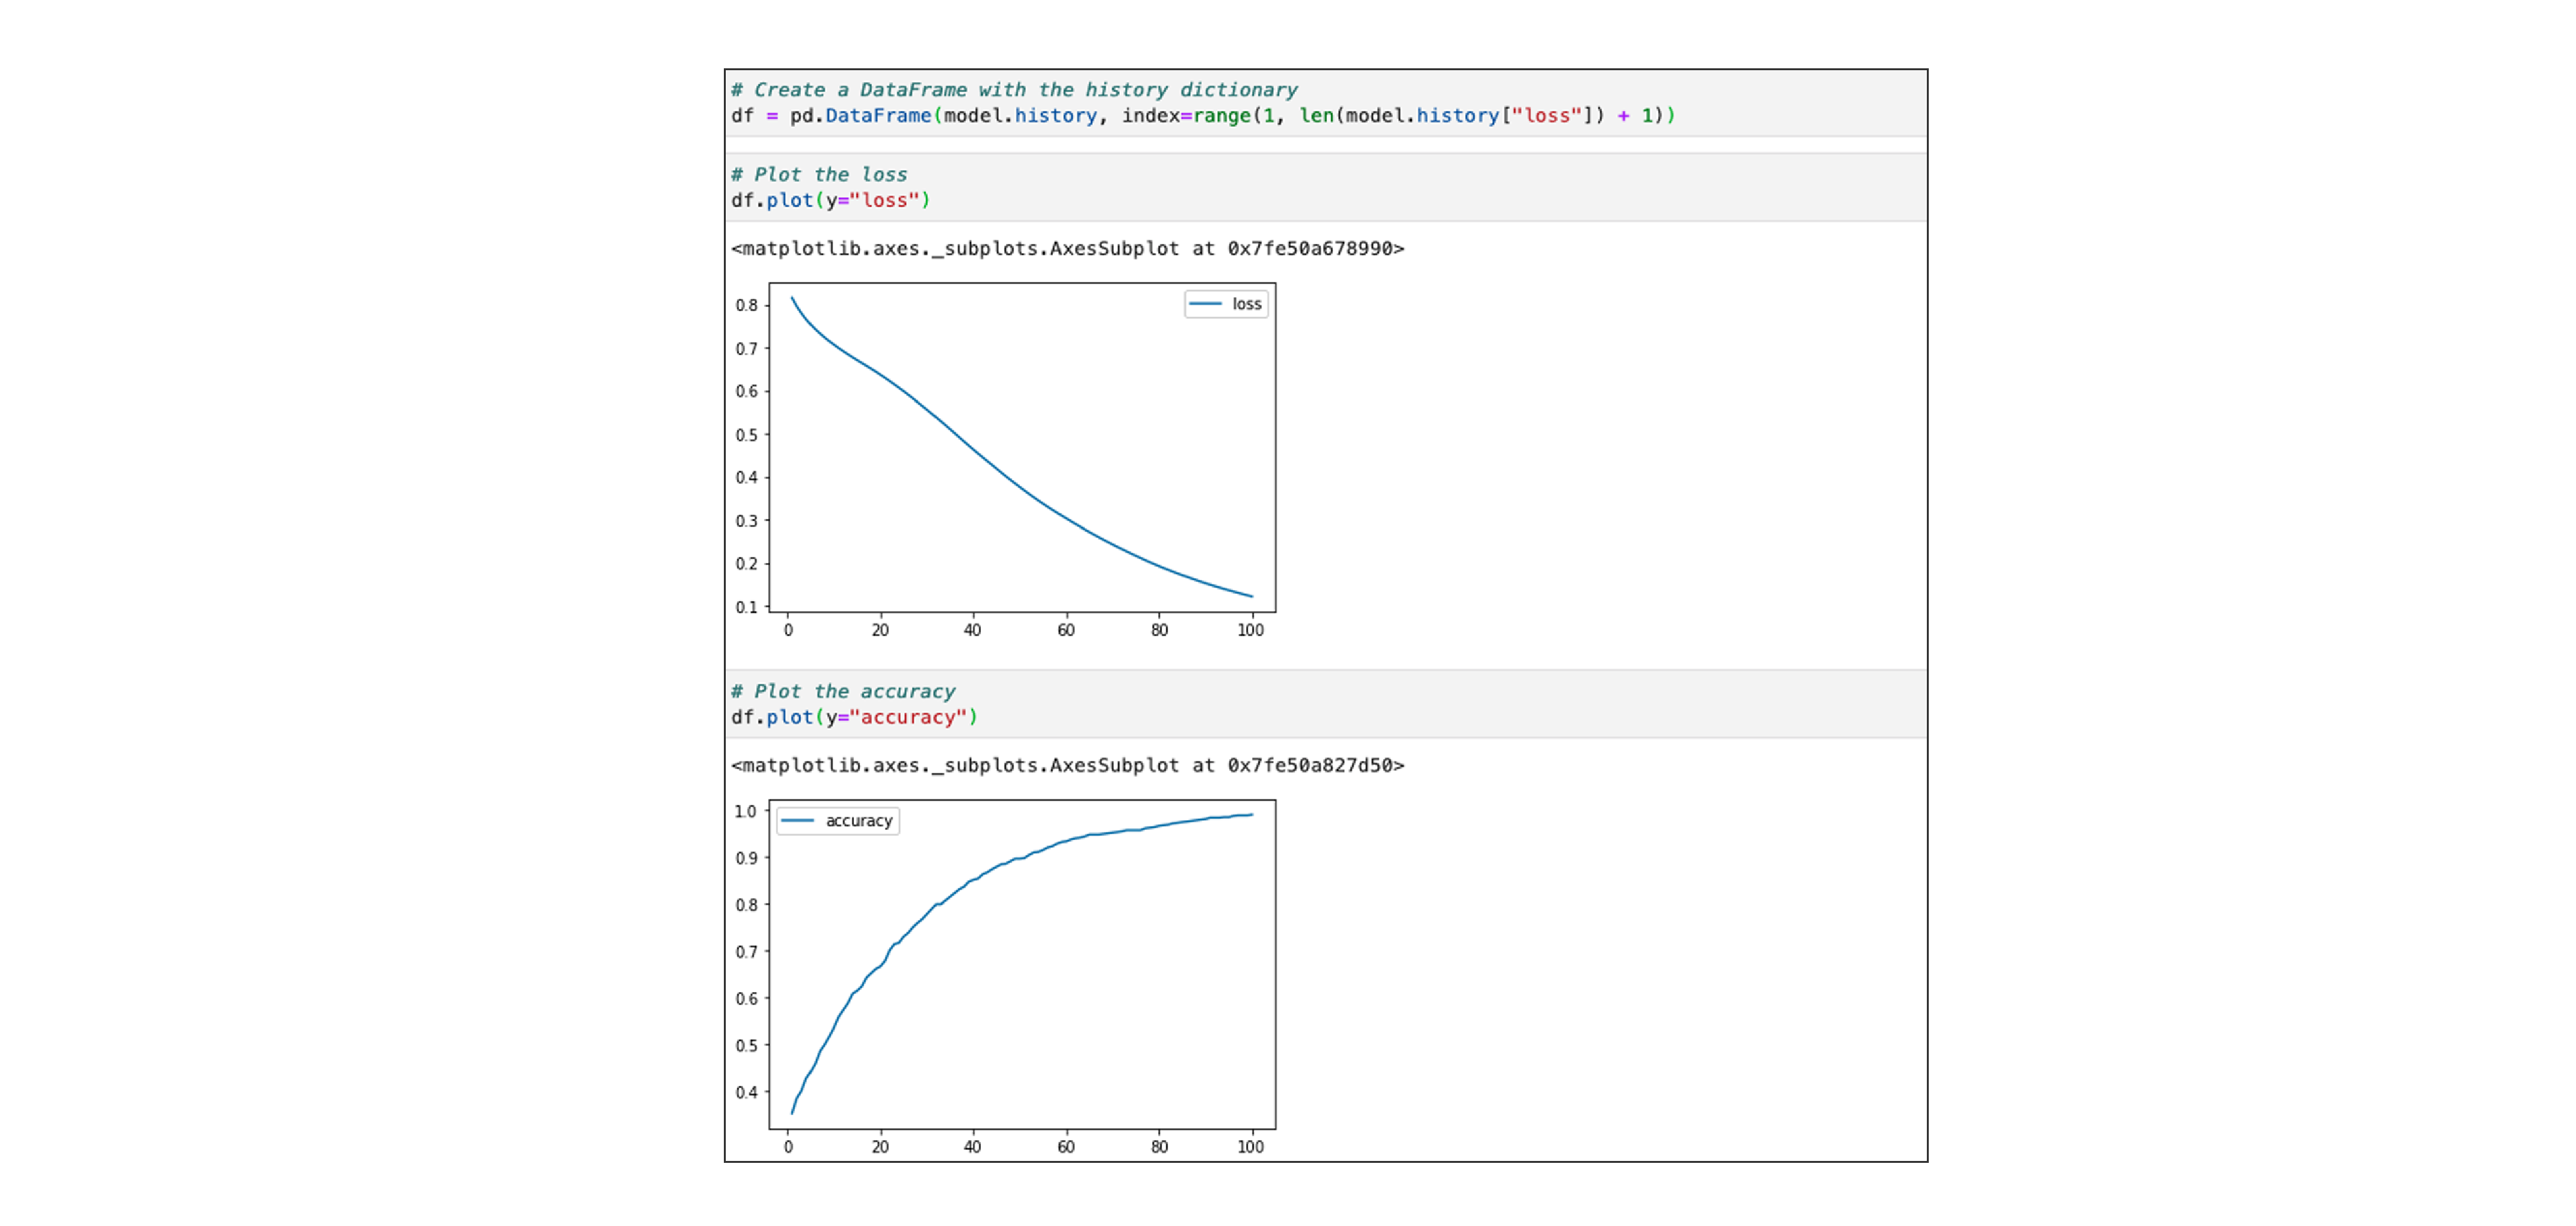 # Create a DataFrame with the history dictionary
df = pd.DataFrame(model.history, index=range(1, len(model.history["loss"]) + 1))
# Plot the loss
df.plot(y="loss")
<matplotlib.axes._subplots.AxesSubplot at 0x7fe50a678990>
loss
0.8
0.7
0.6
0.5
0.4
0.3
0.2
0.1
0 20 40 60 80 100
# Plot the accuracy
df.plot(y="accuracy")
<matplotlib.axes._subplots.AxesSubplot at 0x7fe50a827d50>
1.0
accuracy
0.9
0.8
0.7
0.6
0.5
0.4
0 20 40 60 80 100